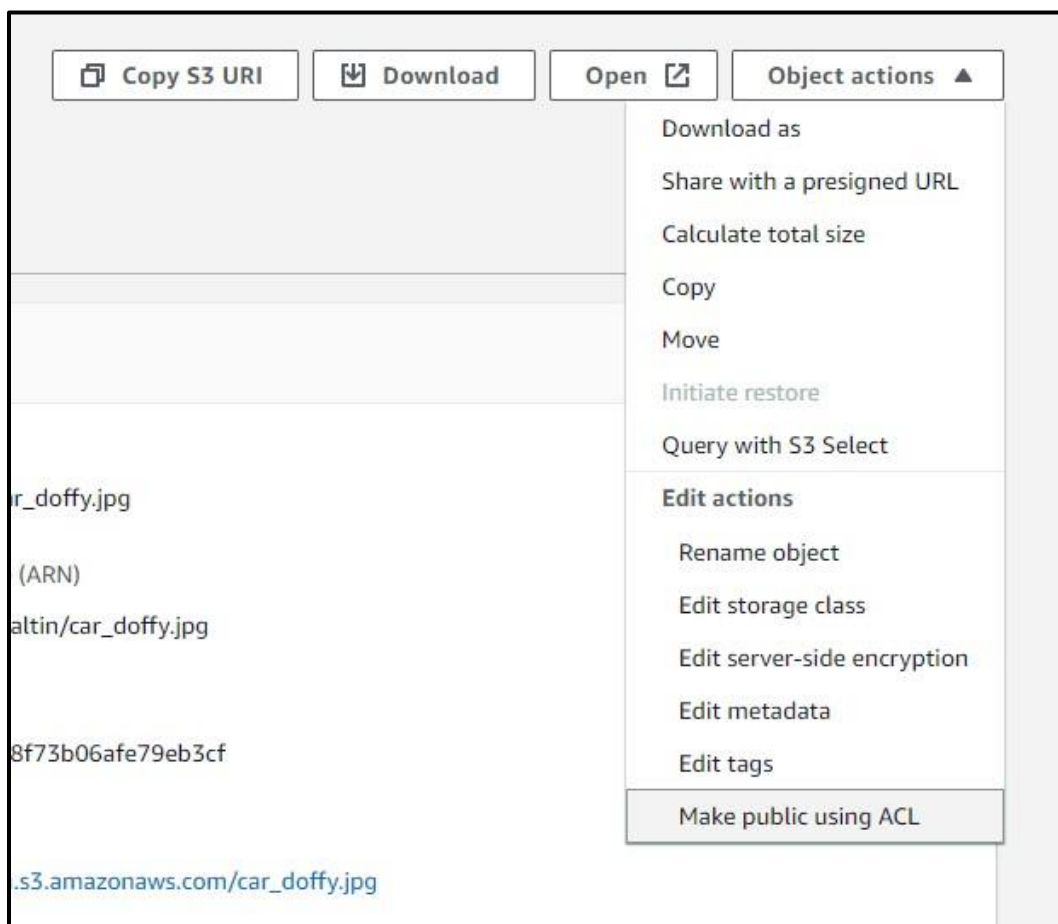 Copy S3 URI Download Open Object actions
Download as
Share with a presigned URL
Calculate total size
Copy
Move
Initiate restore
Query with S3 Select
Edit actions
Rename object
Edit storage class
Edit server-side encryption
Edit metadata
Edit tags
Make public using ACL
r_doffy.jpg
(ARN)
altin/car_doffy.jpg
8f73b06afe79eb3cf
.s3.amazonaws.com/car_doffy.jpg